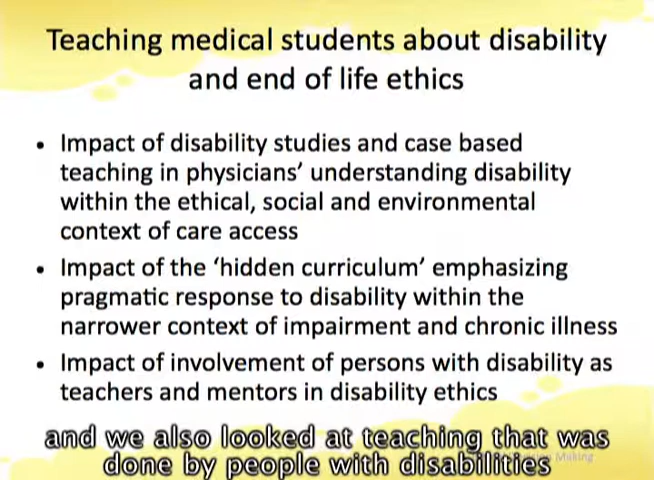 Teaching medical students about disability
and end of life ethics
• Impact of disability studies and case based
teaching in physicians’ understanding disability
within the ethical, social and environmental
context of care access
• Impact of the ‘hidden curriculum’ emphasizing
pragmatic response to disability within the
narrower context of impairment and chronic illness
• Impact of involvement of persons with disability as
teachers and mentors in disability ethics
and we also looked at teaching that was
done by people with disabilities
Making